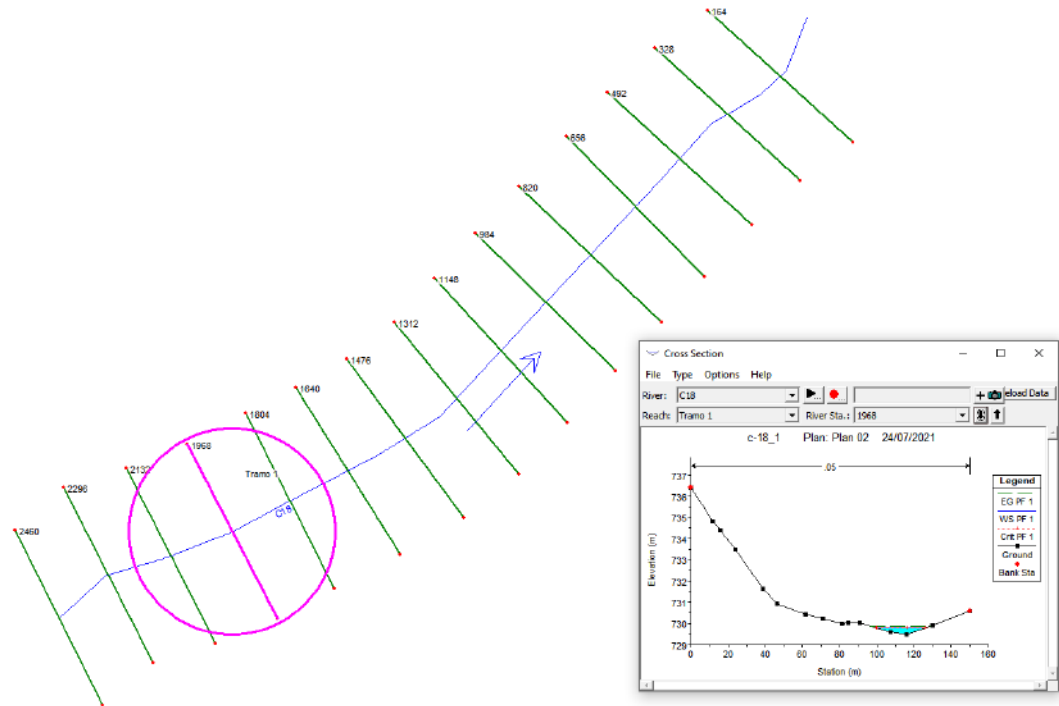 164
328
492
656
820
984
1148
1312
1476
1640
1804
1968
2132
2296
2460
Tramo 1
C18
Cross Section
File Type Options Help
River: C18
Reload Data
Reach: Tramo 1 River Sta.: 1968
c-18_1 Plan: Plan 02 24/07/2021
.05
Legend
EG PF 1
WS PF 1
Crit PF 1
Ground
Bank Sta
737
736
735
734
733
732
731
730
729
Elevation (m)
0 20 40 60 80 100 120 140 160
Station (m)